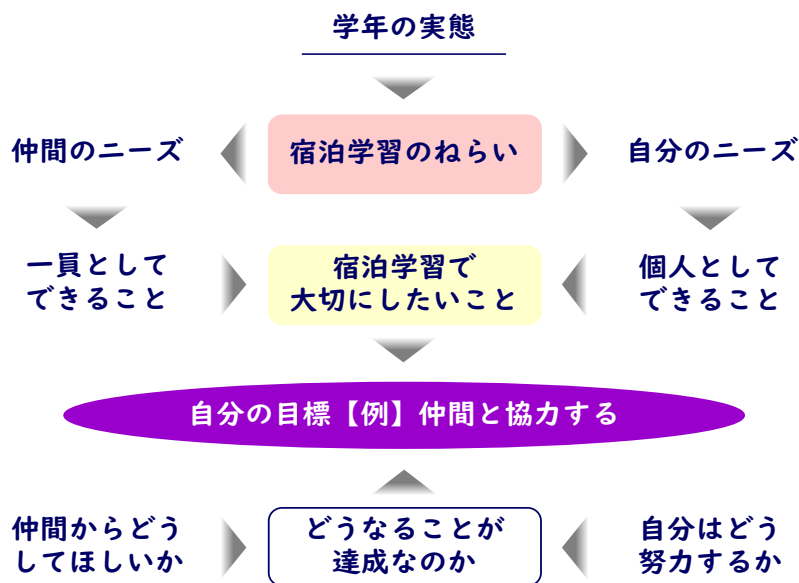 学年の実態
仲間のニーズ
宿泊学習のねらい
自分のニーズ
一員として
できること
宿泊学習で
大切にしたいこと
個人として
できること
自分の目標【例】仲間と協力する
仲間からどう
してほしいか
どうなることが
達成なのか
自分はどう
努力するか